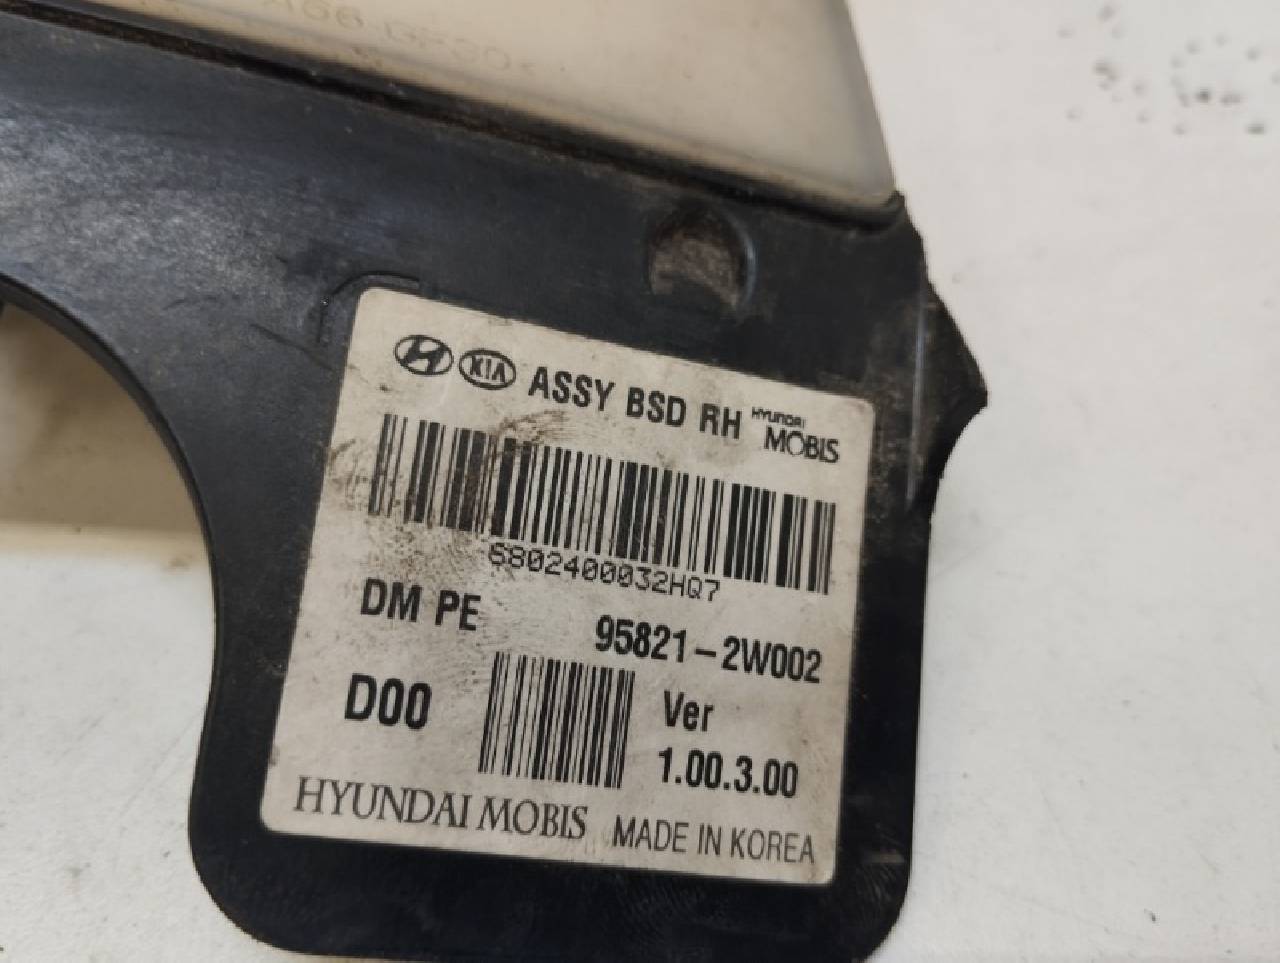 KIA ASSY BSD RH HYUNDAI MOBIS
6802400032HQ7
DM PE 95821-2W002
D00 Ver
1.00.3.00
HYUNDAI MOBIS MADE IN KOREA